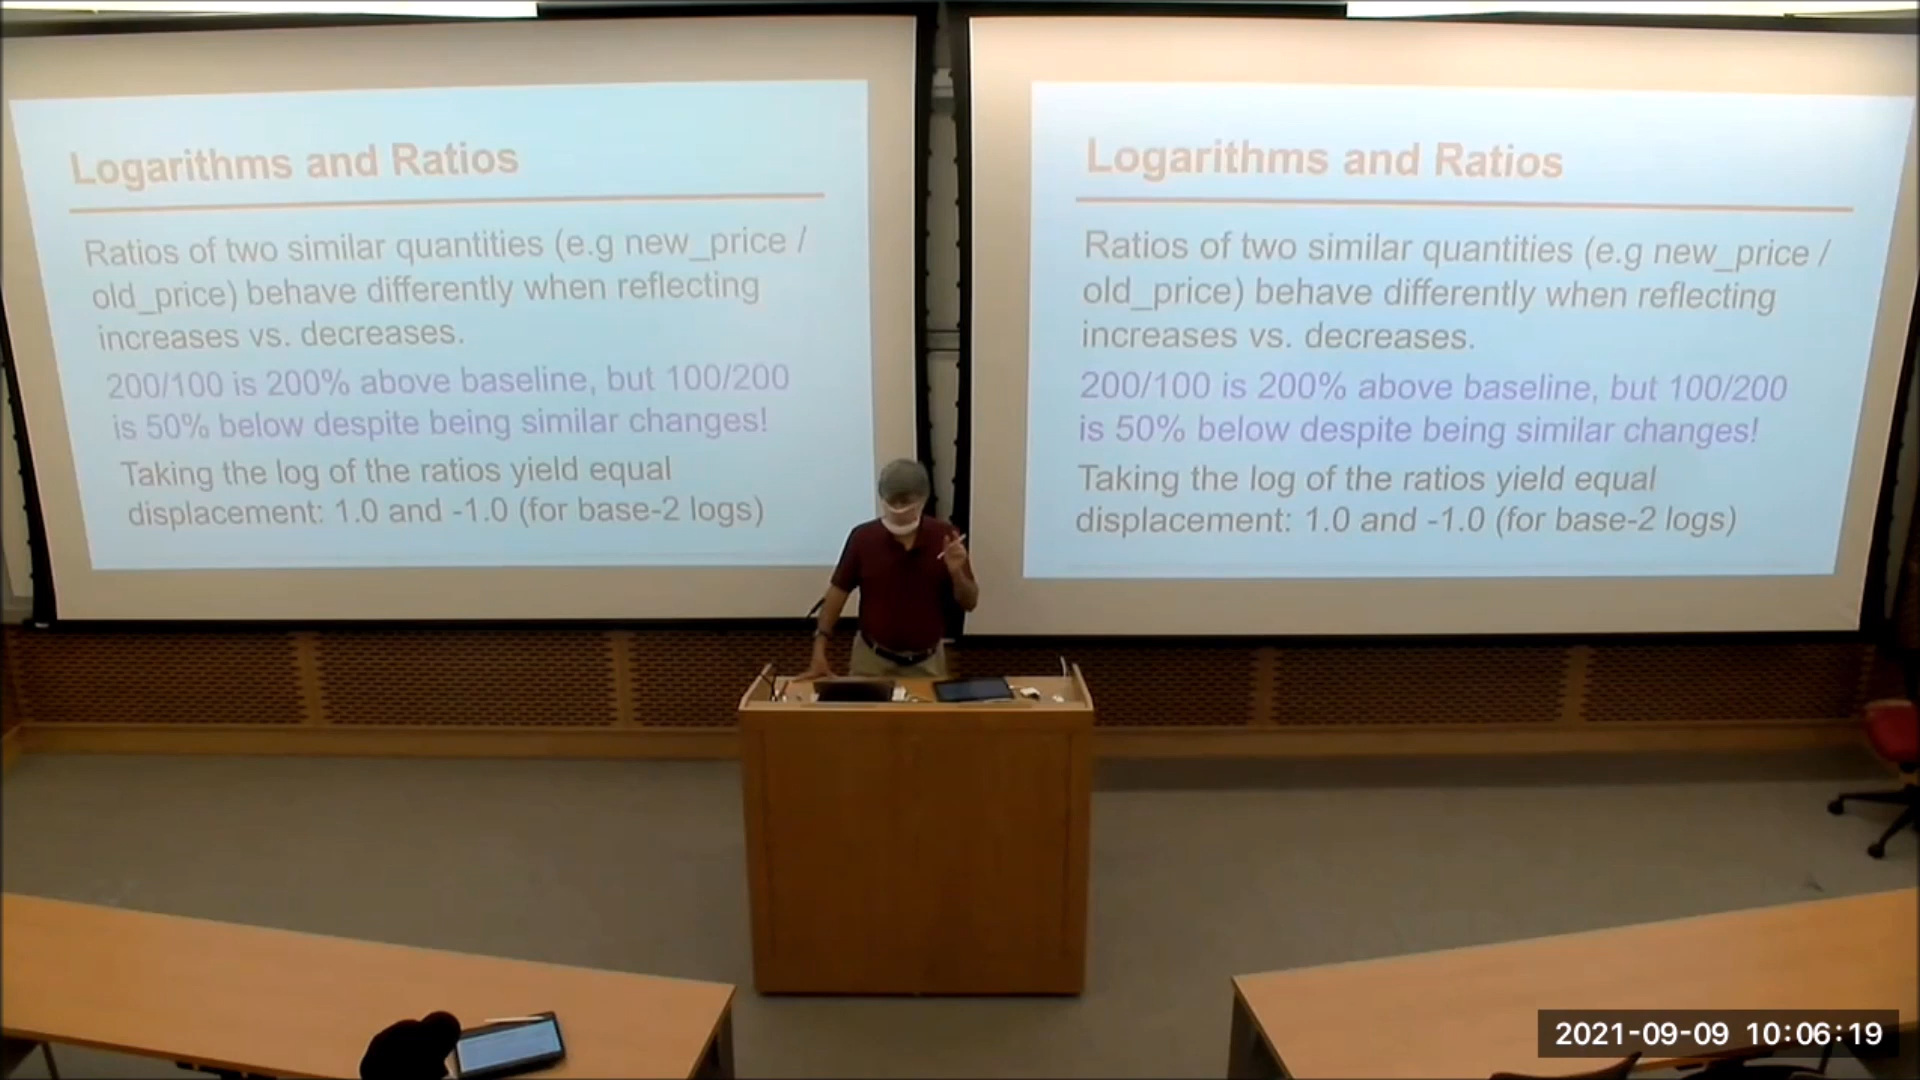 Logarithms and Ratios
Ratios of two similar quantities (e.g new_price /
old_price) behave differently when reflecting
increases vs. decreases.
200/100 is 200% above baseline, but 100/200
is 50% below despite being similar changes!
Taking the log of the ratios yield equal
displacement: 1.0 and -1.0 (for base-2 logs)
Logarithms and Ratios
Ratios of two similar quantities (e.g new_price /
old_price) behave differently when reflecting
increases vs. decreases.
200/100 is 200% above baseline, but 100/200
is 50% below despite being similar changes!
Taking the log of the ratios yield equal
displacement: 1.0 and -1.0 (for base-2 logs)
2021-09-09 10:06:19